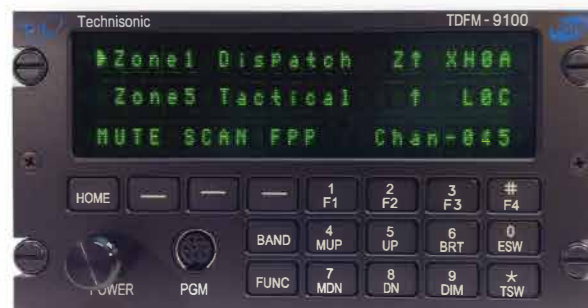 Technisonic TDFM - 9100
Zone1 Dispatch Z↑ XH0A
Zone5 Tactical ↑ L0C
MUTE SCAN FPP Chan-045
HOME — — — 1 F1 2 F2 3 F3 # F4
BAND 4 MUP 5 UP 6 BRT 0 ESW
POWER PGM FUNC 7 MDN 8 DN 9 DIM * TSW